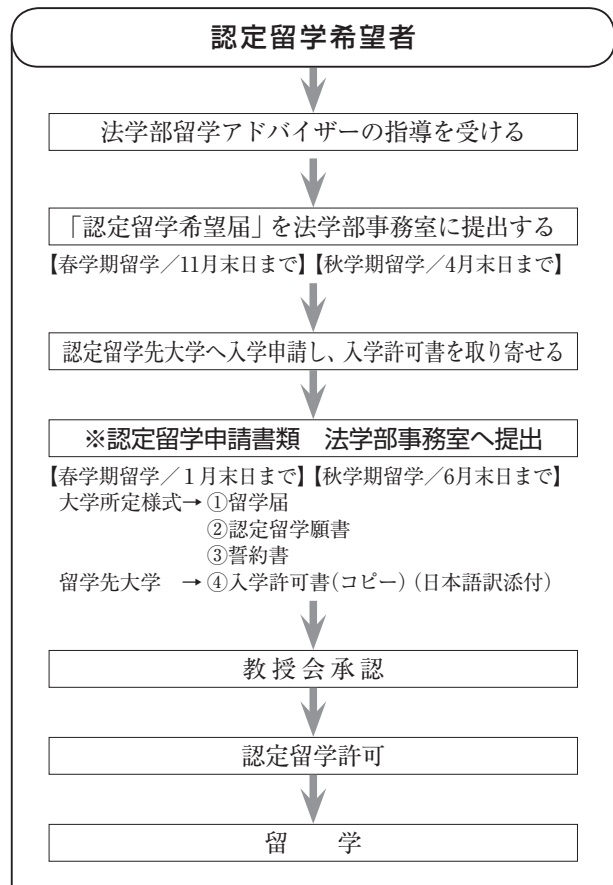 認定留学希望者
法学部留学アドバイザーの指導を受ける
「認定留学希望届」を法学部事務室に提出する
【春学期留学／11月末日まで】【秋学期留学／4月末日まで】
認定留学先大学へ入学申請し、入学許可書を取り寄せる
※認定留学申請書類　法学部事務室へ提出
【春学期留学／１月末日まで】【秋学期留学／6月末日まで】
大学所定様式→①留学届
②認定留学願書
③誓約書
留学先大学　→④入学許可書（コピー）（日本語訳添付）
教授会承認
認定留学許可
留　学